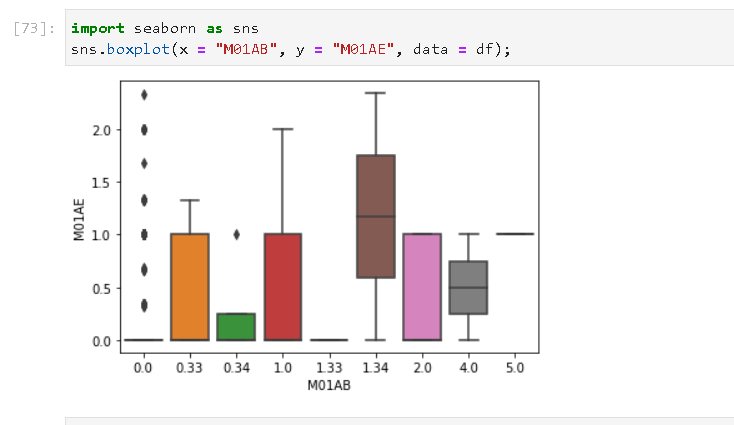 [73]: import seaborn as sns
sns.boxplot(x = "M01AB", y = "M01AE", data = df);
M01AE
2.0
1.5
1.0
0.5
0.0
0.0 0.33 0.34 1.0 1.33 1.34 2.0 4.0 5.0
M01AB